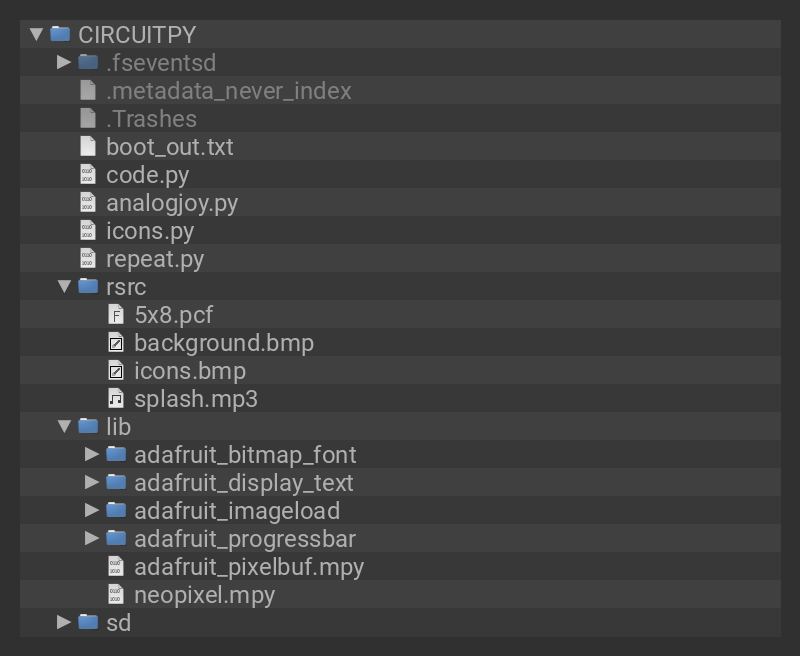 CIRCUITPY
.fseventsd
.metadata_never_index
.Trashes
boot_out.txt
code.py
analogjoy.py
icons.py
repeat.py
rsrc
5x8.pcf
background.bmp
icons.bmp
splash.mp3
lib
adafruit_bitmap_font
adafruit_display_text
adafruit_imageload
adafruit_progressbar
adafruit_pixelbuf.mpy
neopixel.mpy
sd